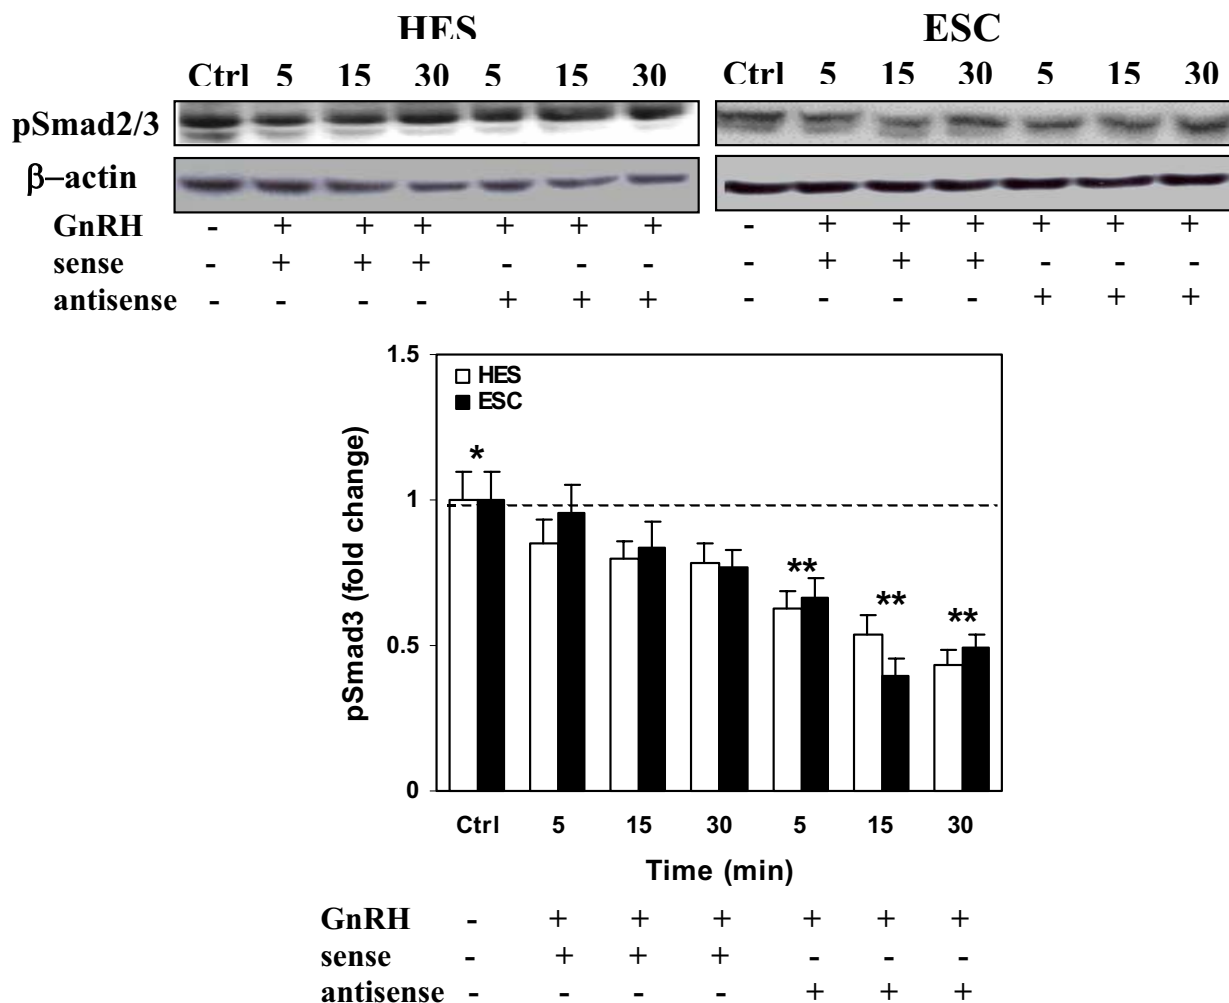 HES ESC
Ctrl 5 15 30 5 15 30 Ctrl 5 15 30 5 15 30
pSmad2/3
β–actin
GnRH - + + + + + + - + + + + + +
sense - + + + - - - - + + + - - -
antisense - - - - + + + - - - - + + +
1.5
HES
ESC
*
1
**
**
**
0.5
0
pSmad3 (fold change)
Ctrl 5 15 30 5 15 30
Time (min)
GnRH - + + + + + +
sense - + + + - - -
antisense - - - - + + +